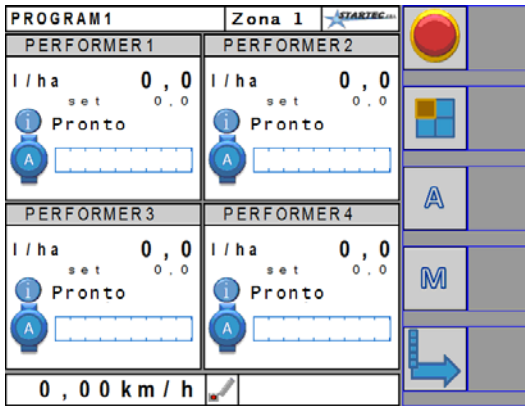 PROGRAM1 Zona 1 STARTEC
PERFORMER1 PERFORMER2
l/ha 0,0 l/ha 0,0
set 0,0 set 0,0
i Pronto i Pronto
A A
A
PERFORMER3 PERFORMER4
l/ha 0,0 l/ha 0,0
set 0,0 set 0,0
M
i Pronto i Pronto
A A
0,00km/h